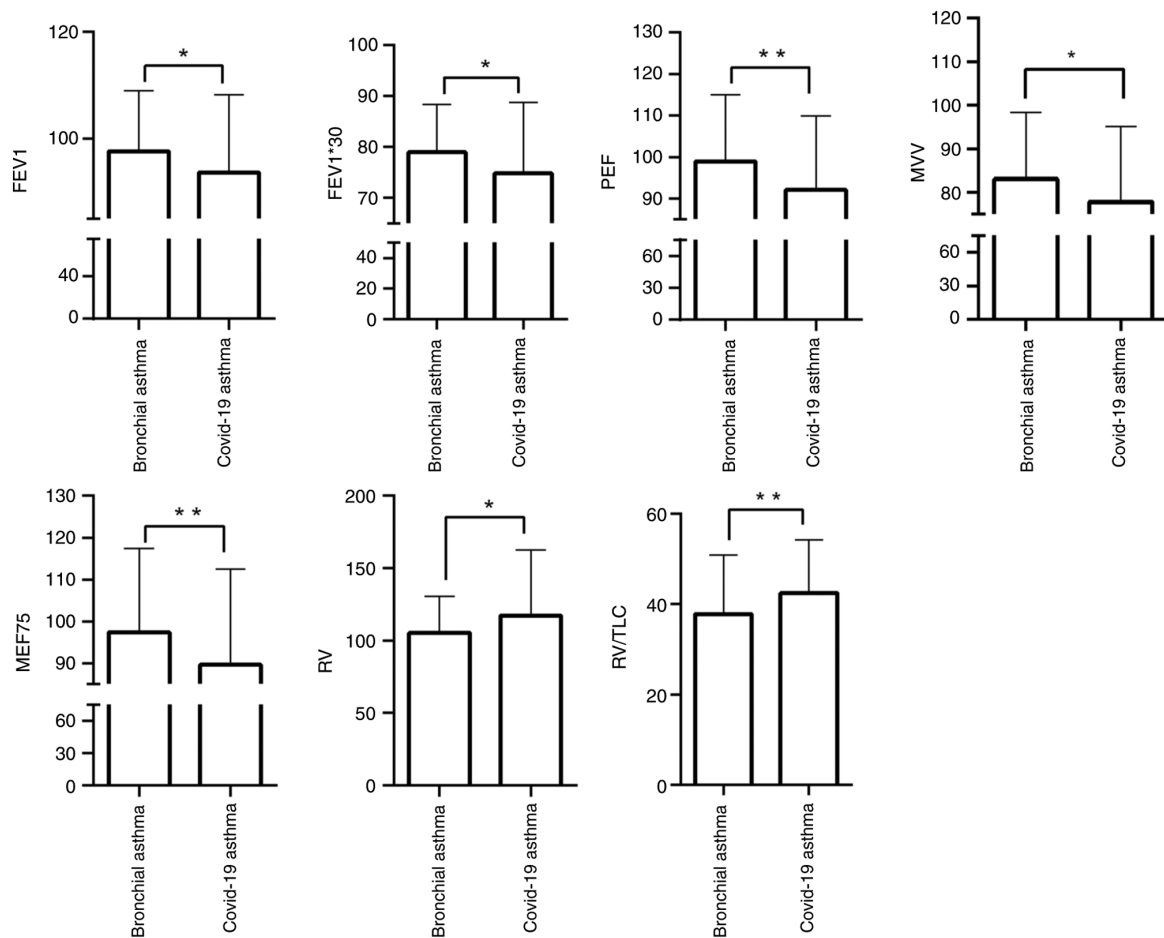 FEV1
120
100
40
0
*
Bronchial asthma
Covid-19 asthma
FEV1*30
100
90
80
70
40
20
0
*
Bronchial asthma
Covid-19 asthma
PEF
130
120
110
100
90
60
30
0
* *
Bronchial asthma
Covid-19 asthma
MVV
120
110
100
90
80
60
30
0
*
Bronchial asthma
Covid-19 asthma
MEF75
130
120
110
100
90
60
30
0
* *
Bronchial asthma
Covid-19 asthma
RV
200
150
100
50
0
*
Bronchial asthma
Covid-19 asthma
RV/TLC
60
40
20
0
* *
Bronchial asthma
Covid-19 asthma